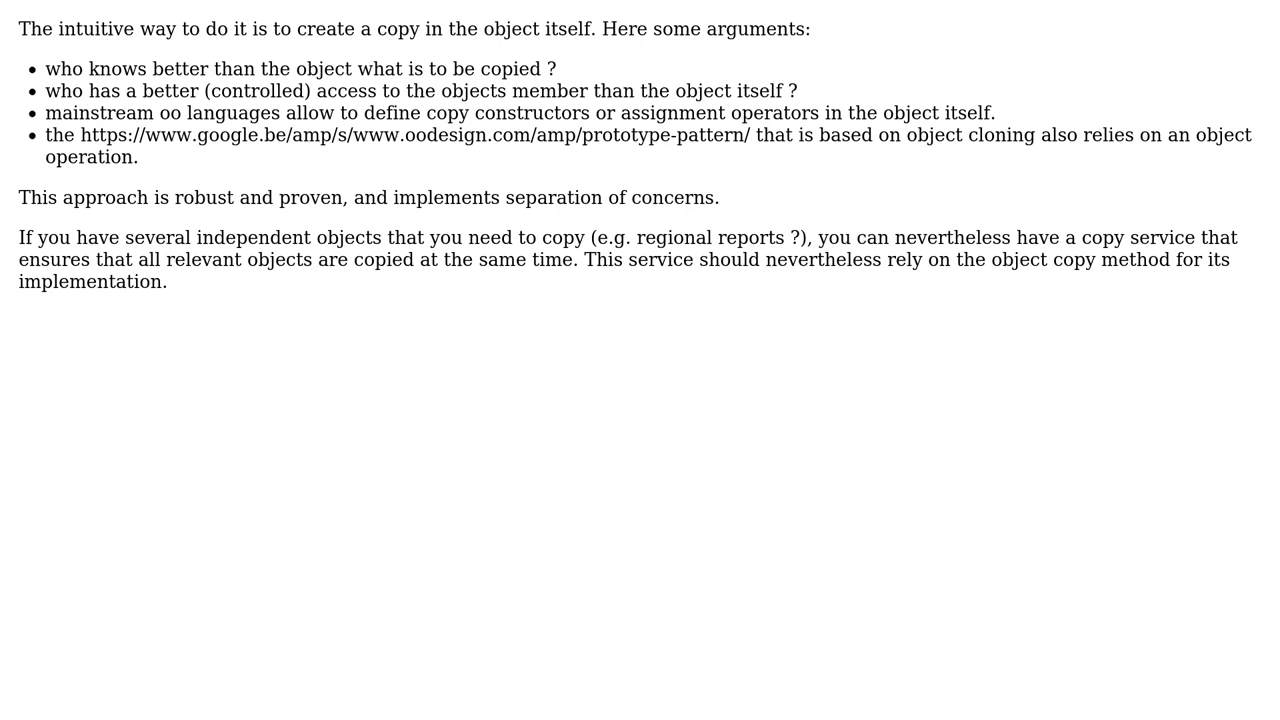 The intuitive way to do it is to create a copy in the object itself. Here some arguments:
• who knows better than the object what is to be copied ?
• who has a better (controlled) access to the objects member than the object itself ?
• mainstream oo languages allow to define copy constructors or assignment operators in the object itself.
• the https://www.google.be/amp/s/www.oodesign.com/amp/prototype-pattern/ that is based on object cloning also relies on an object
operation.
This approach is robust and proven, and implements separation of concerns.
If you have several independent objects that you need to copy (e.g. regional reports ?), you can nevertheless have a copy service that
ensures that all relevant objects are copied at the same time. This service should nevertheless rely on the object copy method for its
implementation.